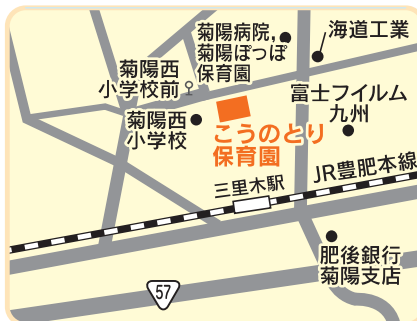 菊陽病院,
菊陽ぽっぽ
保育園
海道工業
菊陽西
小学校前
富士フイルム
九州
菊陽西
小学校
こうのとり
保育園
JR豊肥本線
三里木駅
肥後銀行
菊陽支店
57